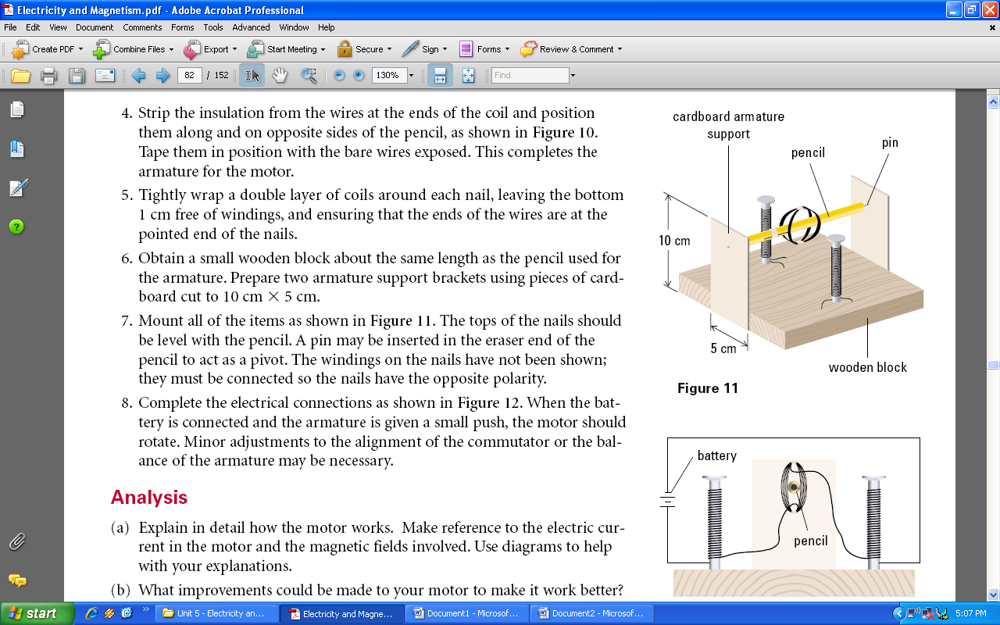 Electricity and Magnetism.pdf - Adobe Acrobat Professional
File Edit View Document Comments Forms Tools Advanced Window Help
Create PDF Combine Files Export Start Meeting Secure Sign Forms Review & Comment
82 / 152 130% Find
4. Strip the insulation from the wires at the ends of the coil and position
them along and on opposite sides of the pencil, as shown in Figure 10.
Tape them in position with the bare wires exposed. This completes the
armature for the motor.
5. Tightly wrap a double layer of coils around each nail, leaving the bottom
1 cm free of windings, and ensuring that the ends of the wires are at the
pointed end of the nails.
6. Obtain a small wooden block about the same length as the pencil used for
the armature. Prepare two armature support brackets using pieces of card-
board cut to 10 cm × 5 cm.
7. Mount all of the items as shown in Figure 11. The tops of the nails should
be level with the pencil. A pin may be inserted in the eraser end of the
pencil to act as a pivot. The windings on the nails have not been shown;
they must be connected so the nails have the opposite polarity.
8. Complete the electrical connections as shown in Figure 12. When the bat-
tery is connected and the armature is given a small push, the motor should
rotate. Minor adjustments to the alignment of the commutator or the bal-
ance of the armature may be necessary.
Analysis
(a) Explain in detail how the motor works. Make reference to the electric cur-
rent in the motor and the magnetic fields involved. Use diagrams to help
with your explanations.
(b) What improvements could be made to your motor to make it work better?
cardboard armature
support
pencil
pin
10 cm
5 cm
wooden block
Figure 11
battery
pencil
start
Unit 5 - Electricity an...
Electricity and Magne...
Document1 - Microsof...
Document2 - Microsof...
5:07 PM